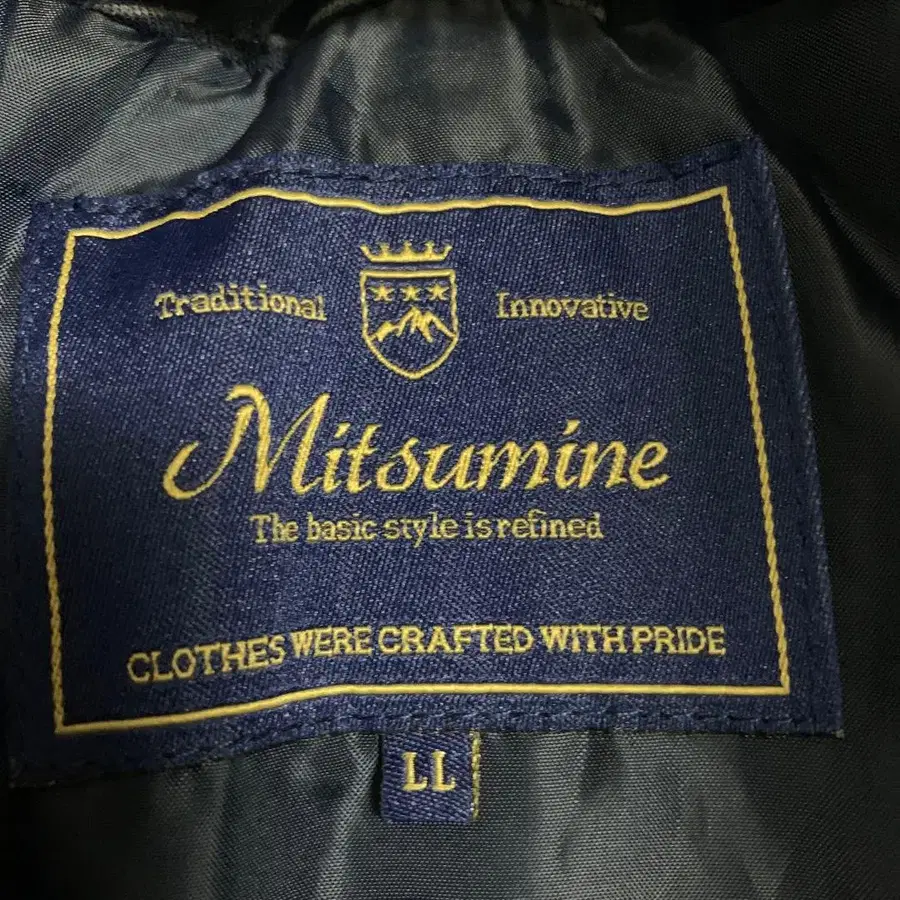 Traditional Innovative
Mitsumine
The basic style is refined
CLOTHES WERE CRAFTED WITH PRIDE
LL